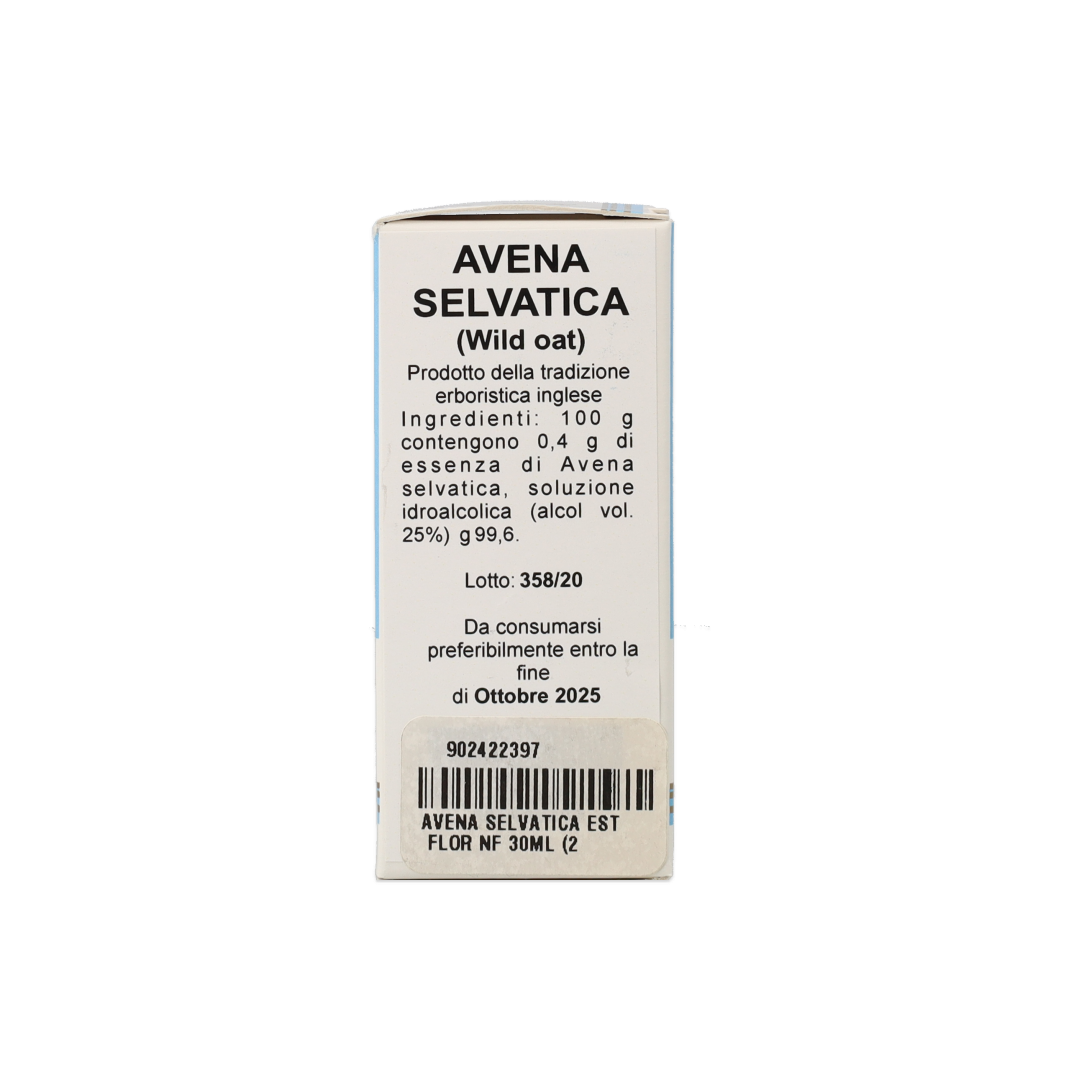 AVENA
SELVATICA
(Wild oat)
Prodotto della tradizione
erboristica inglese
Ingredienti: 100 g
contengono 0,4 g di
essenza di Avena
selvatica, soluzione
idroalcolica (alcol vol.
25%) g 99,6.
Lotto: 358/20
Da consumarsi
preferibilmente entro la
fine
di Ottobre 2025
902422397
AVENA SELVATICA EST
FLOR NF 30ML (2